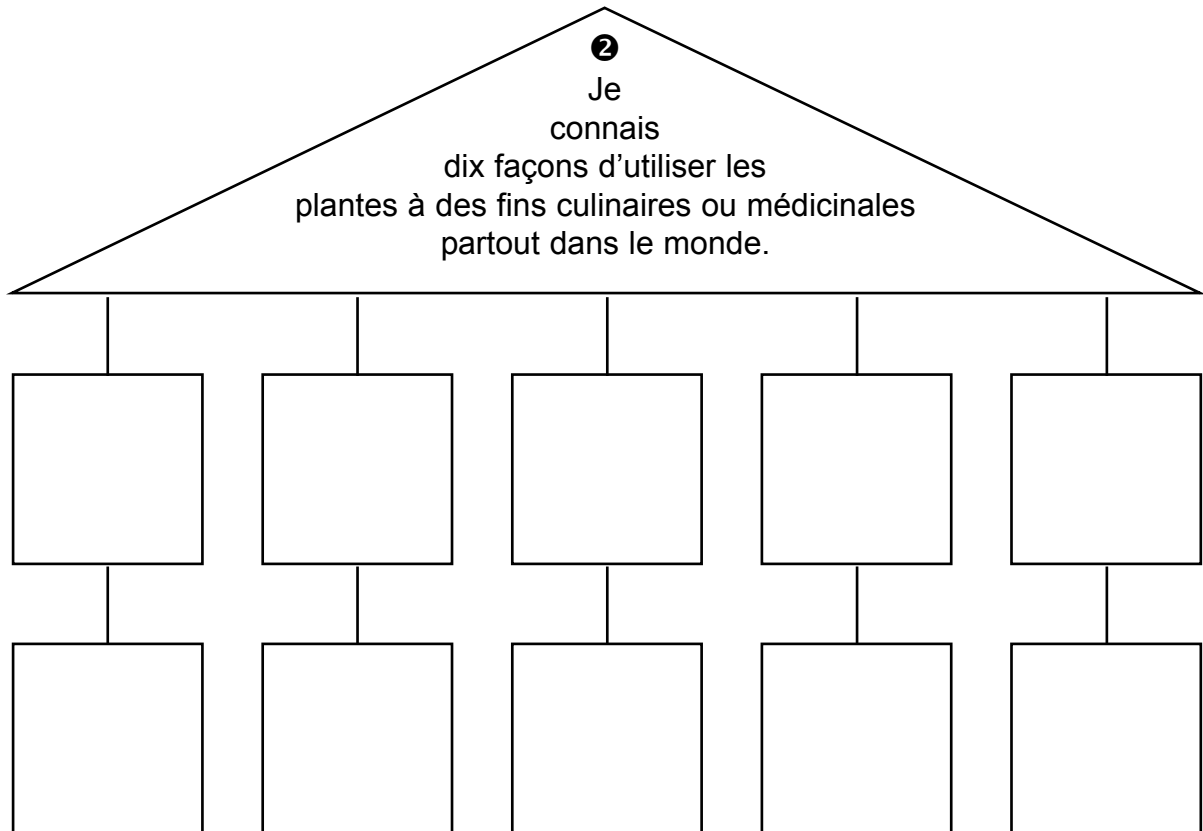 ❷
Je
connais
dix façons d'utiliser les
plantes à des fins culinaires ou médicinales
partout dans le monde.